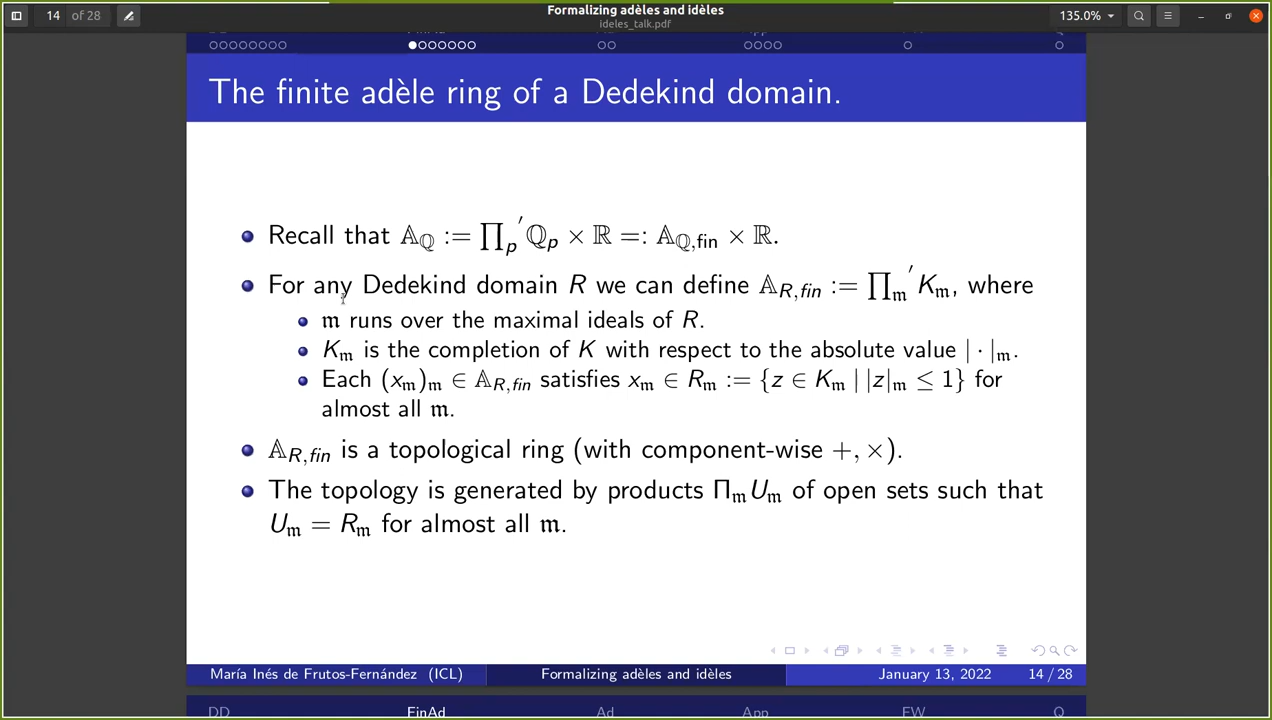 Formalizing adèles and idèles
ideles_talk.pdf
14 of 28
135.0%
The finite adèle ring of a Dedekind domain.
Recall that 𝔸_ℚ := ∏′_p ℚ_p × ℝ =: 𝔸_{ℚ,fin} × ℝ.
For any Dedekind domain R we can define 𝔸_{R,fin} := ∏′_𝔪 K_𝔪, where
𝔪 runs over the maximal ideals of R.
K_𝔪 is the completion of K with respect to the absolute value |·|_𝔪.
Each (x_𝔪)_𝔪 ∈ 𝔸_{R,fin} satisfies x_𝔪 ∈ R_𝔪 := {z ∈ K_𝔪 | |z|_𝔪 ≤ 1} for
almost all 𝔪.
𝔸_{R,fin} is a topological ring (with component-wise +, ×).
The topology is generated by products Π_𝔪 U_𝔪 of open sets such that
U_𝔪 = R_𝔪 for almost all 𝔪.
María Inés de Frutos-Fernández (ICL) Formalizing adèles and idèles January 13, 2022 14 / 28
DD FinAd Ad App FW Q